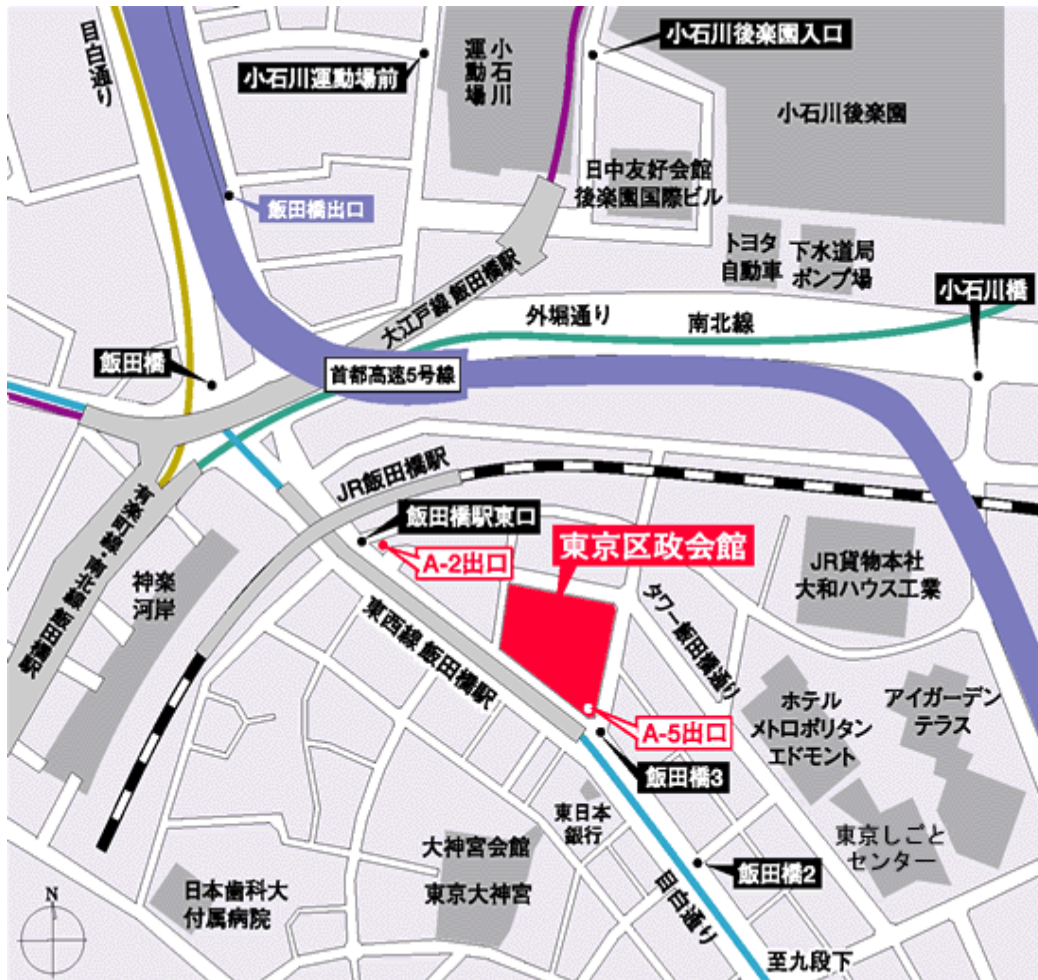 目白通り
小石川運動場前
小石川
運動場
小石川後楽園入口
小石川後楽園
日中友好会館
後楽園国際ビル
飯田橋出口
トヨタ
自動車
下水道局
ポンプ場
小石川橋
大江戸線 飯田橋駅
外堀通り
南北線
飯田橋
首都高速5号線
JR飯田橋駅
飯田橋駅東口
A-2出口
東京区政会館
有楽町線・南北線 飯田橋駅
神楽
河岸
JR貨物本社
大和ハウス工業
東西線 飯田橋駅
タワー飯田橋通り
ホテル
メトロポリタン
エドモント
アイガーデン
テラス
A-5出口
飯田橋3
東日本
銀行
大神宮会館
東京大神宮
東京しごと
センター
飯田橋2
日本歯科大
付属病院
目白通り
至九段下
N